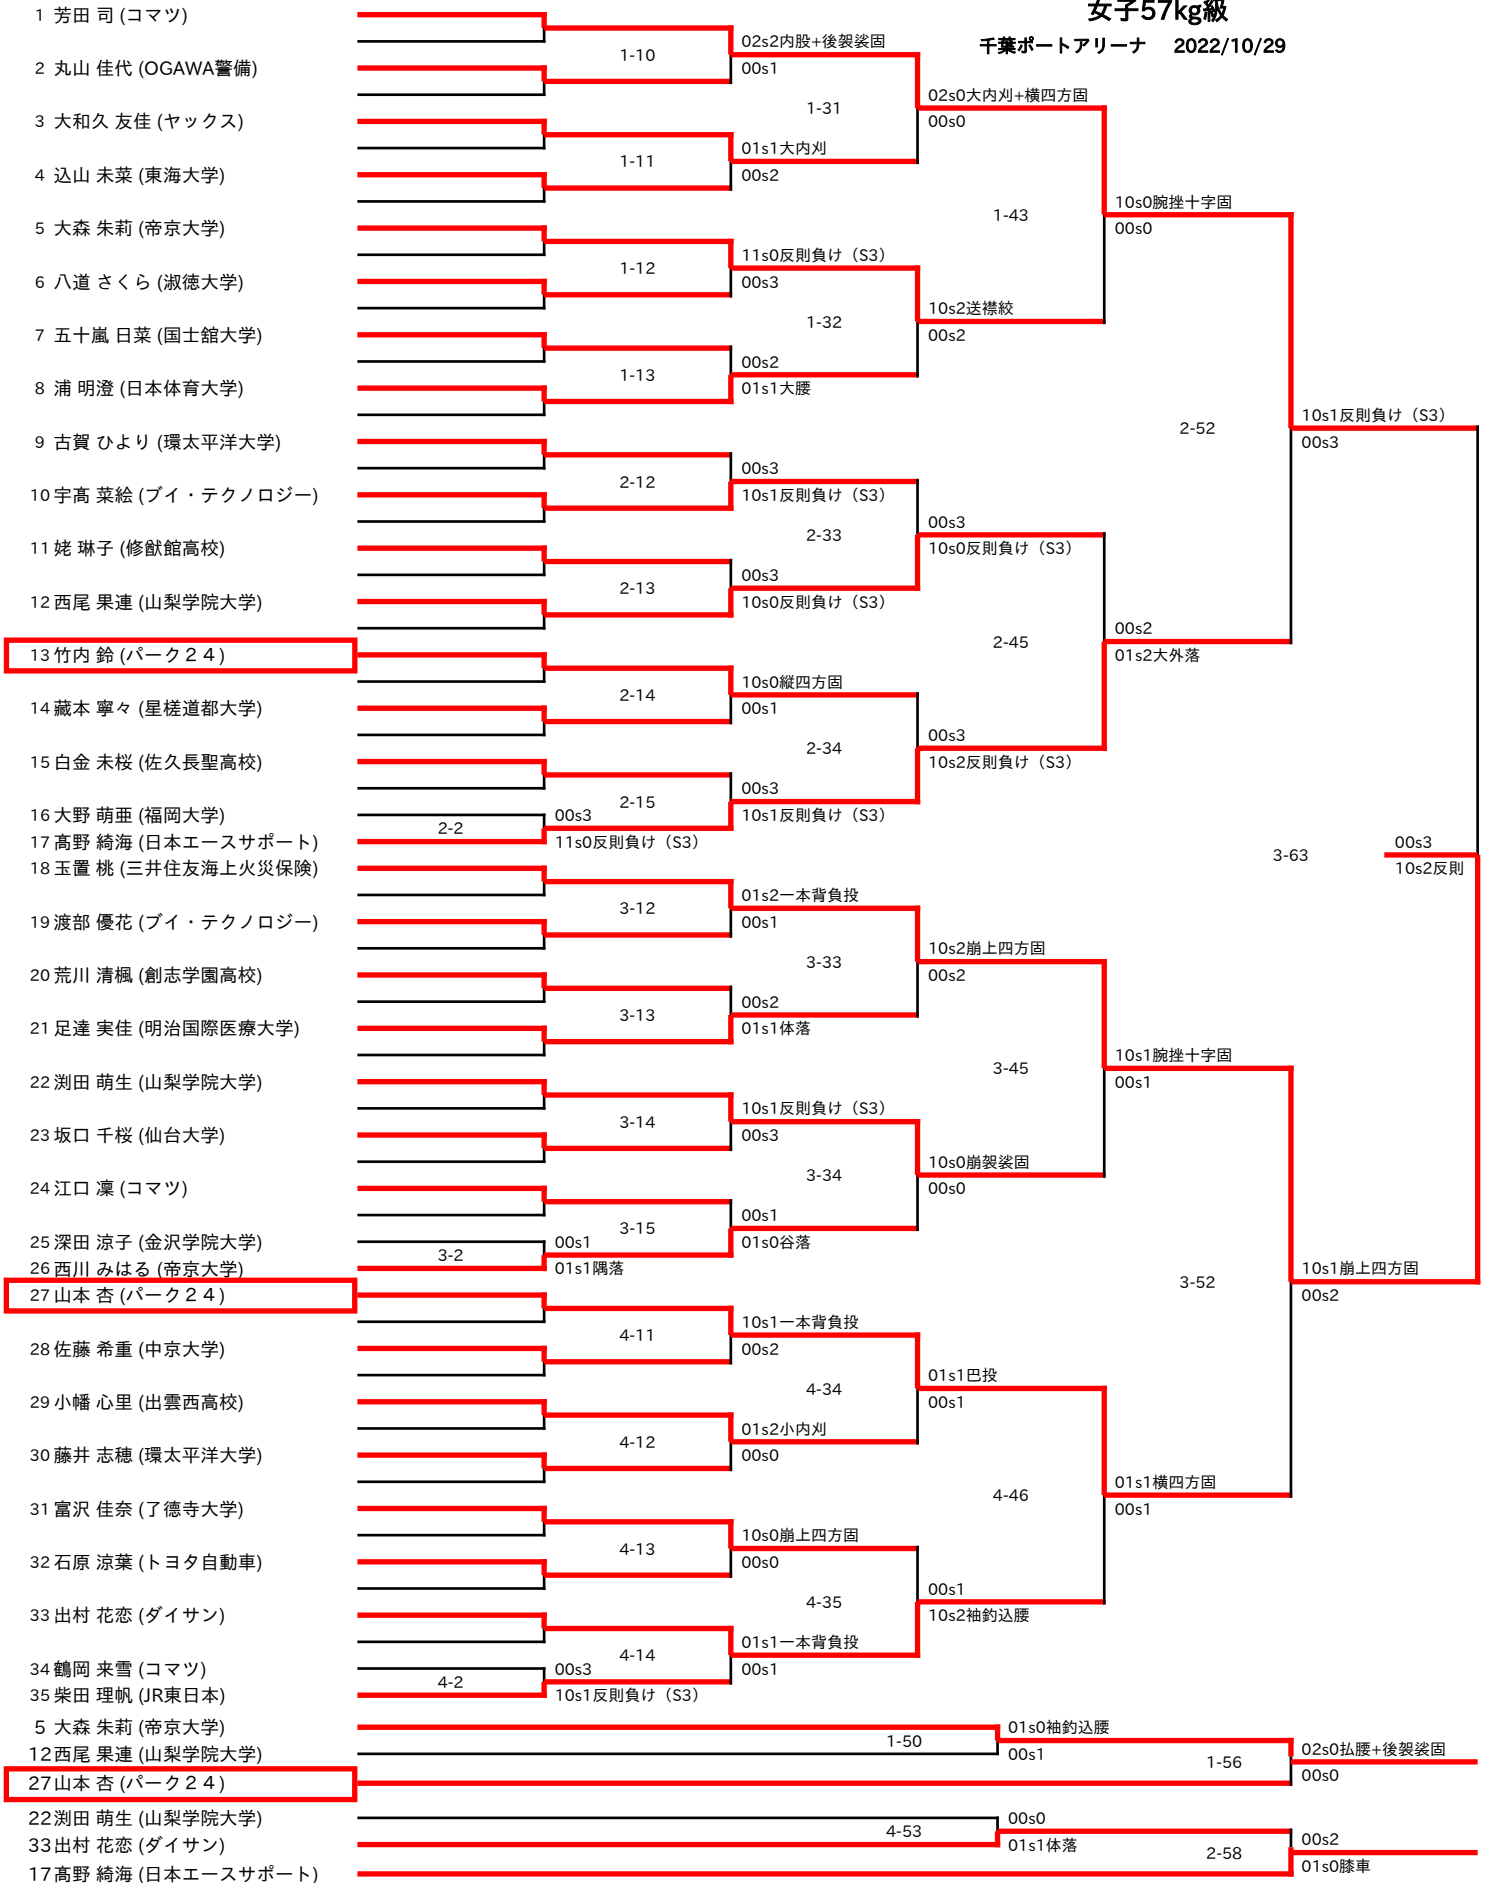 女子57kg級
千葉ポートアリーナ 2022/10/29
1 芳田 司 (コマツ)
2 丸山 佳代 (OGAWA警備)
3 大和久 友佳 (ヤックス)
4 込山 未菜 (東海大学)
5 大森 朱莉 (帝京大学)
6 八道 さくら (淑徳大学)
7 五十嵐 日菜 (国士舘大学)
8 浦 明澄 (日本体育大学)
9 古賀 ひより (環太平洋大学)
10 宇髙 菜絵 (ブイ・テクノロジー)
11 姥 琳子 (修猷館高校)
12 西尾 果連 (山梨学院大学)
13 竹内 鈴 (パーク２４)
14 藏本 寧々 (星槎道都大学)
15 白金 未桜 (佐久長聖高校)
16 大野 萌亜 (福岡大学)
17 髙野 綺海 (日本エースサポート)
18 玉置 桃 (三井住友海上火災保険)
19 渡部 優花 (ブイ・テクノロジー)
20 荒川 清楓 (創志学園高校)
21 足達 実佳 (明治国際医療大学)
22 渕田 萌生 (山梨学院大学)
23 坂口 千桜 (仙台大学)
24 江口 凜 (コマツ)
25 深田 涼子 (金沢学院大学)
26 西川 みはる (帝京大学)
27 山本 杏 (パーク２４)
28 佐藤 希重 (中京大学)
29 小幡 心里 (出雲西高校)
30 藤井 志穂 (環太平洋大学)
31 富沢 佳奈 (了德寺大学)
32 石原 涼葉 (トヨタ自動車)
33 出村 花恋 (ダイサン)
34 鶴岡 来雪 (コマツ)
35 柴田 理帆 (JR東日本)
2-2
00s3
11s0反則負け（S3）
3-2
00s1
01s1隅落
4-2
00s3
10s1反則負け（S3）
1-10
02s2内股+後袈裟固
00s1
1-11
01s1大内刈
00s2
1-12
11s0反則負け（S3）
00s3
1-13
00s2
01s1大腰
2-12
00s3
10s1反則負け（S3）
2-13
00s3
10s0反則負け（S3）
2-14
10s0縦四方固
00s1
2-15
00s3
10s1反則負け（S3）
3-12
01s2一本背負投
00s1
3-13
00s2
01s1体落
3-14
10s1反則負け（S3）
00s3
3-15
00s1
01s0谷落
4-11
10s1一本背負投
00s2
4-12
01s2小内刈
00s0
4-13
10s0崩上四方固
00s0
4-14
01s1一本背負投
00s1
1-31
02s0大内刈+横四方固
00s0
1-32
10s2送襟絞
00s2
2-33
00s3
10s0反則負け（S3）
2-34
00s3
10s2反則負け（S3）
3-33
10s2崩上四方固
00s2
3-34
10s0崩袈裟固
00s0
4-34
01s1巴投
00s1
4-35
00s1
10s2袖釣込腰
1-43
10s0腕挫十字固
00s0
2-45
00s2
01s2大外落
3-45
10s1腕挫十字固
00s1
4-46
01s1横四方固
00s1
2-52
10s1反則負け（S3）
00s3
3-52
10s1崩上四方固
00s2
3-63
00s3
10s2反則
5 大森 朱莉 (帝京大学)
12 西尾 果連 (山梨学院大学)
27 山本 杏 (パーク２４)
1-50
01s0袖釣込腰
00s1
1-56
02s0払腰+後袈裟固
00s0
22 渕田 萌生 (山梨学院大学)
33 出村 花恋 (ダイサン)
17 髙野 綺海 (日本エースサポート)
4-53
00s0
01s1体落
2-58
00s2
01s0膝車